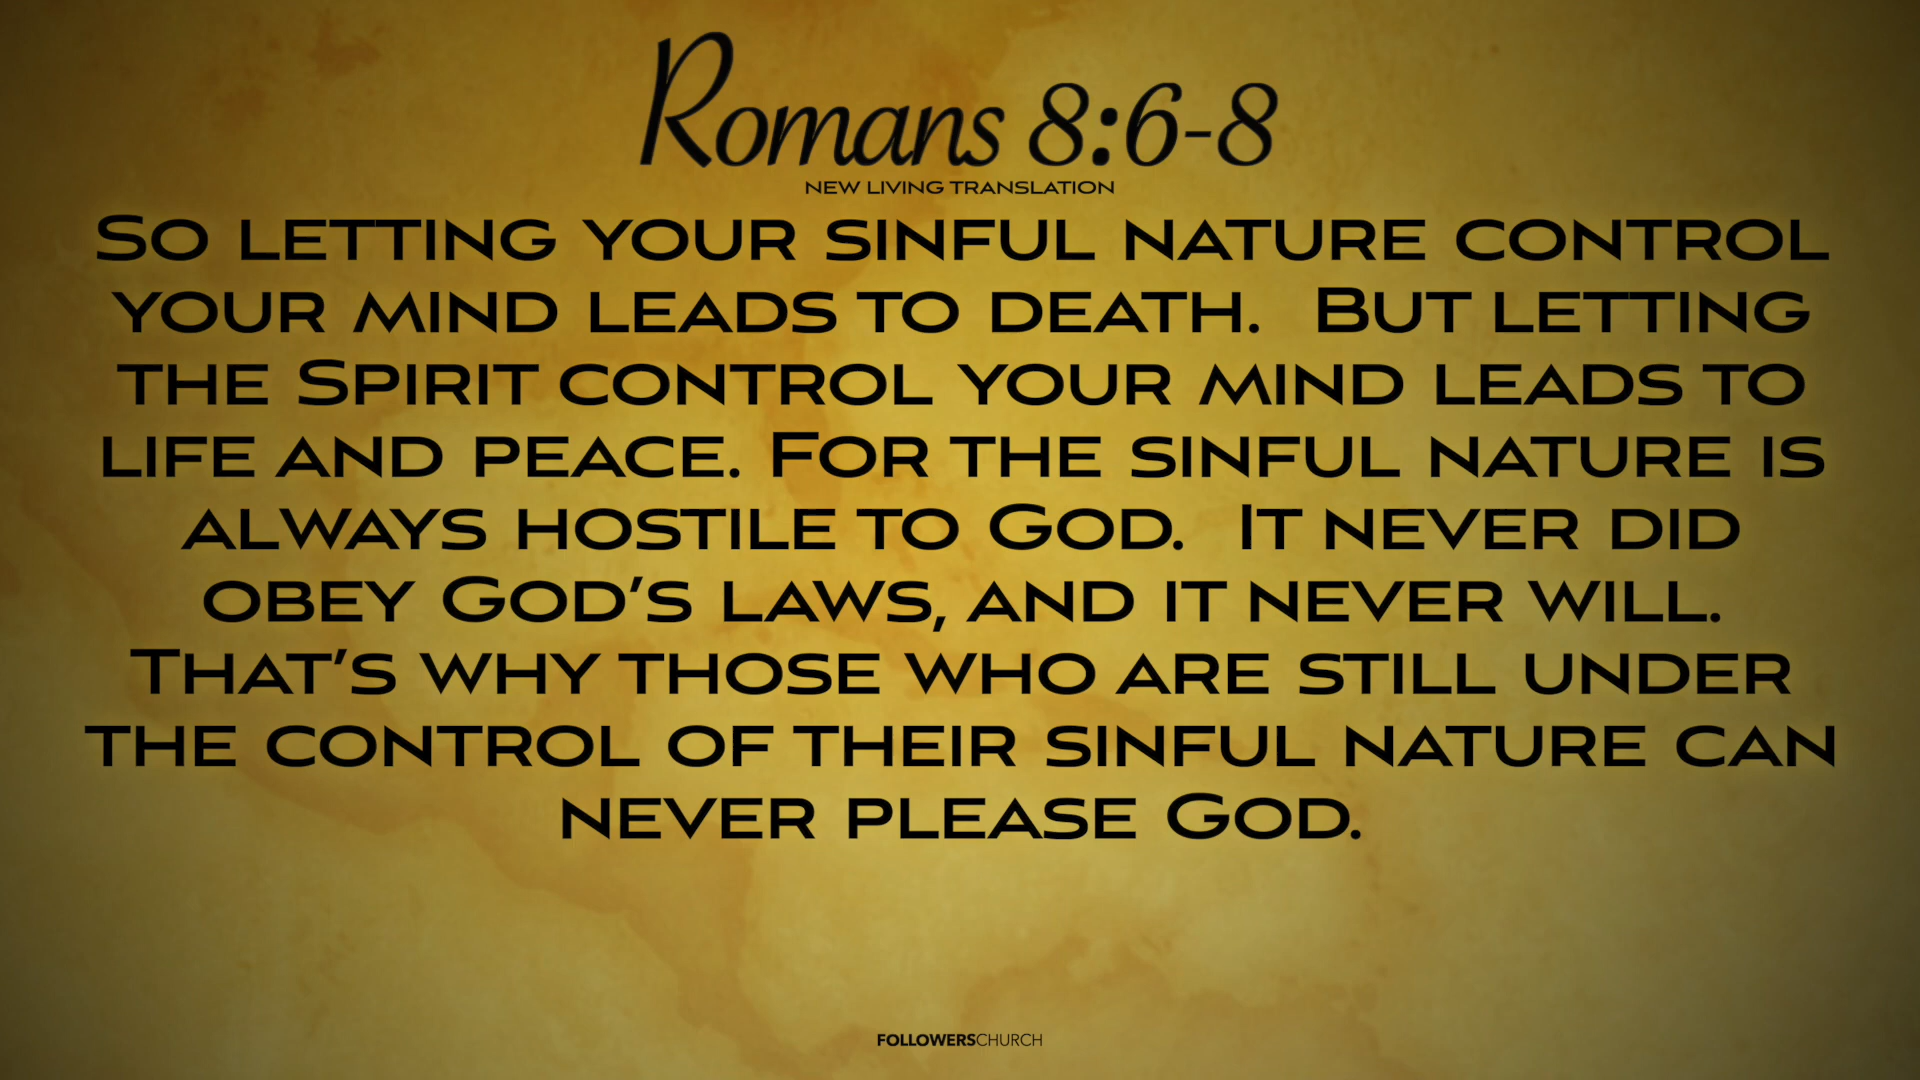 Romans 8:6-8
NEW LIVING TRANSLATION
So letting your sinful nature control
your mind leads to death. But letting
the Spirit control your mind leads to
life and peace. For the sinful nature is
always hostile to God. It never did
obey God’s laws, and it never will.
That’s why those who are still under
the control of their sinful nature can
never please God.
FOLLOWERSCHURCH